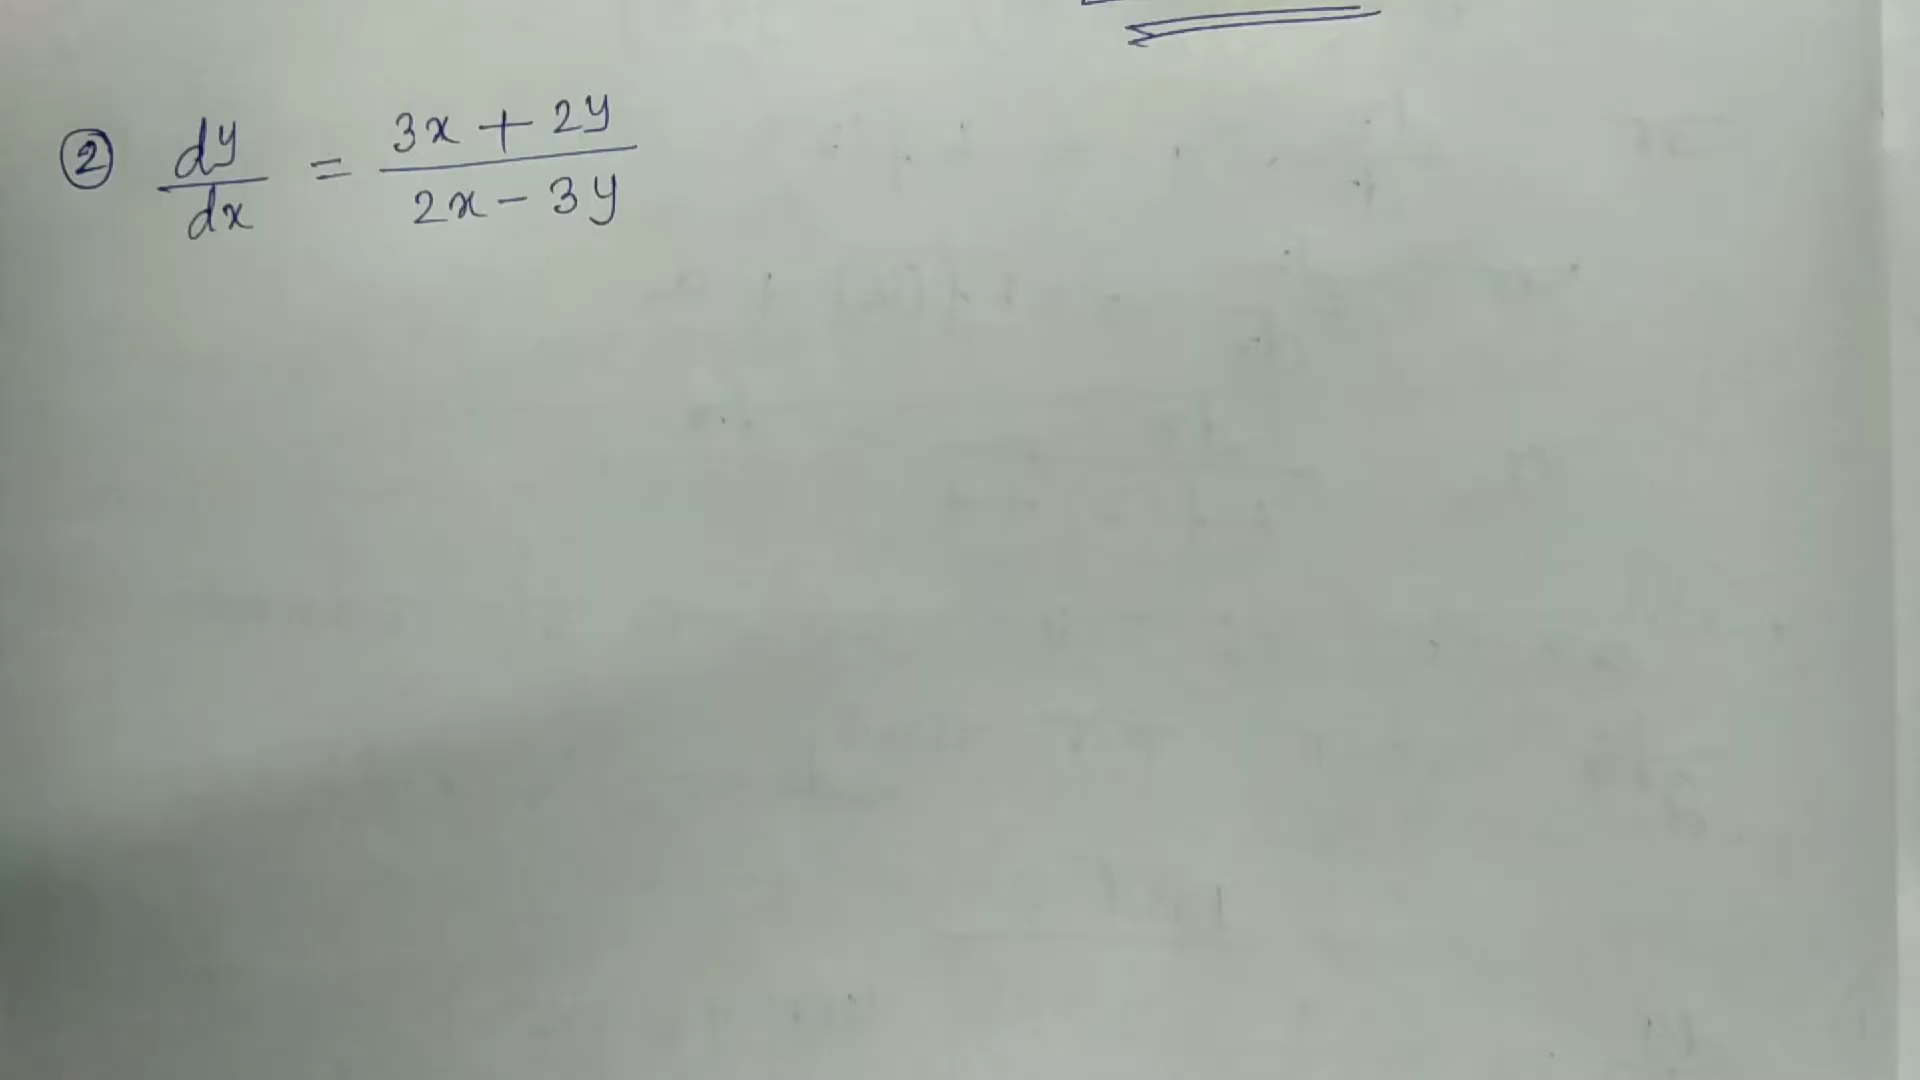 ② dy/dx = (3x + 2y)/(2x - 3y)